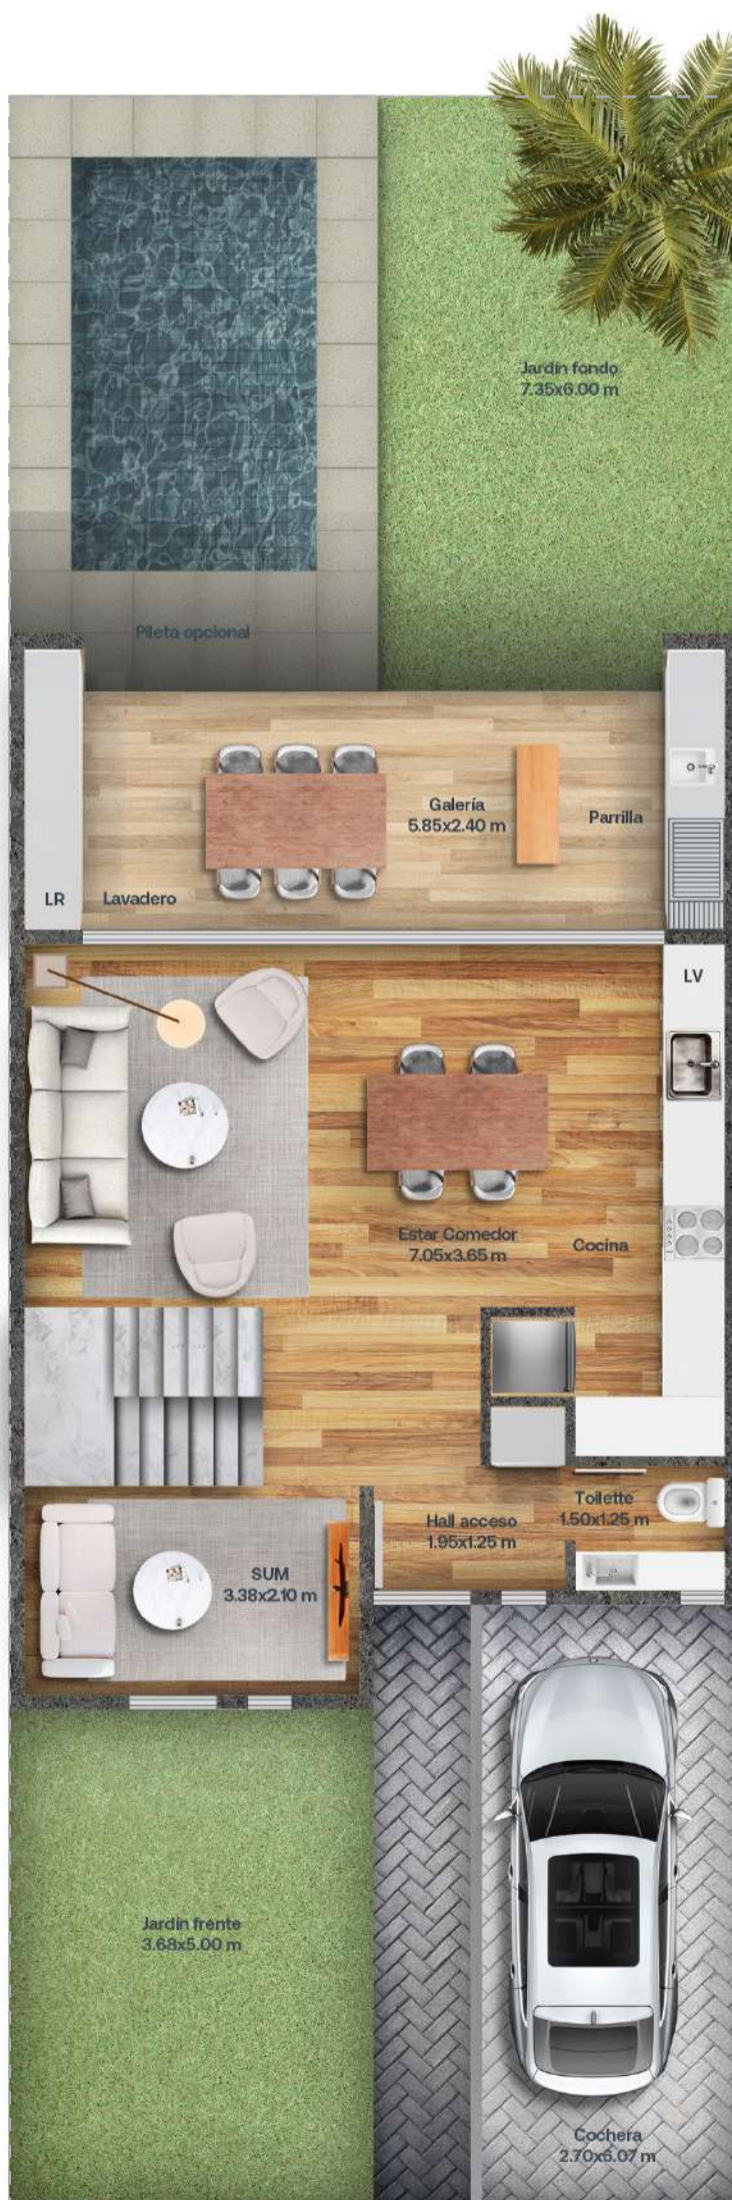 Jardín fondo
7.35x6.00 m
Pileta opcional
Galería
5.85x2.40 m
Parrilla
LR
Lavadero
LV
Estar Comedor
7.05x3.65 m
Cocina
Toilette
1.50x1.25 m
Hall acceso
1.95x1.25 m
SUM
3.38x2.10 m
Jardín frente
3.68x5.00 m
Cochera
2.70x6.07 m